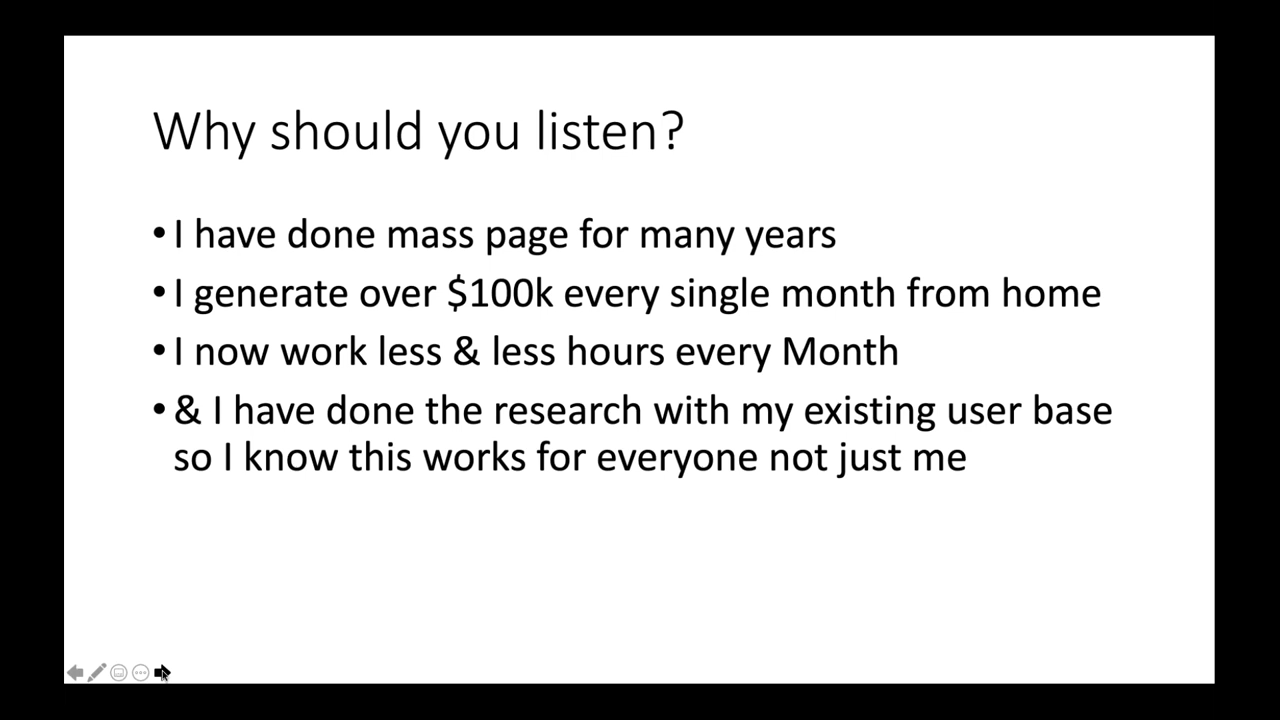 Why should you listen?
•I have done mass page for many years
•I generate over $100k every single month from home
•I now work less & less hours every Month
•& I have done the research with my existing user base
so I know this works for everyone not just me